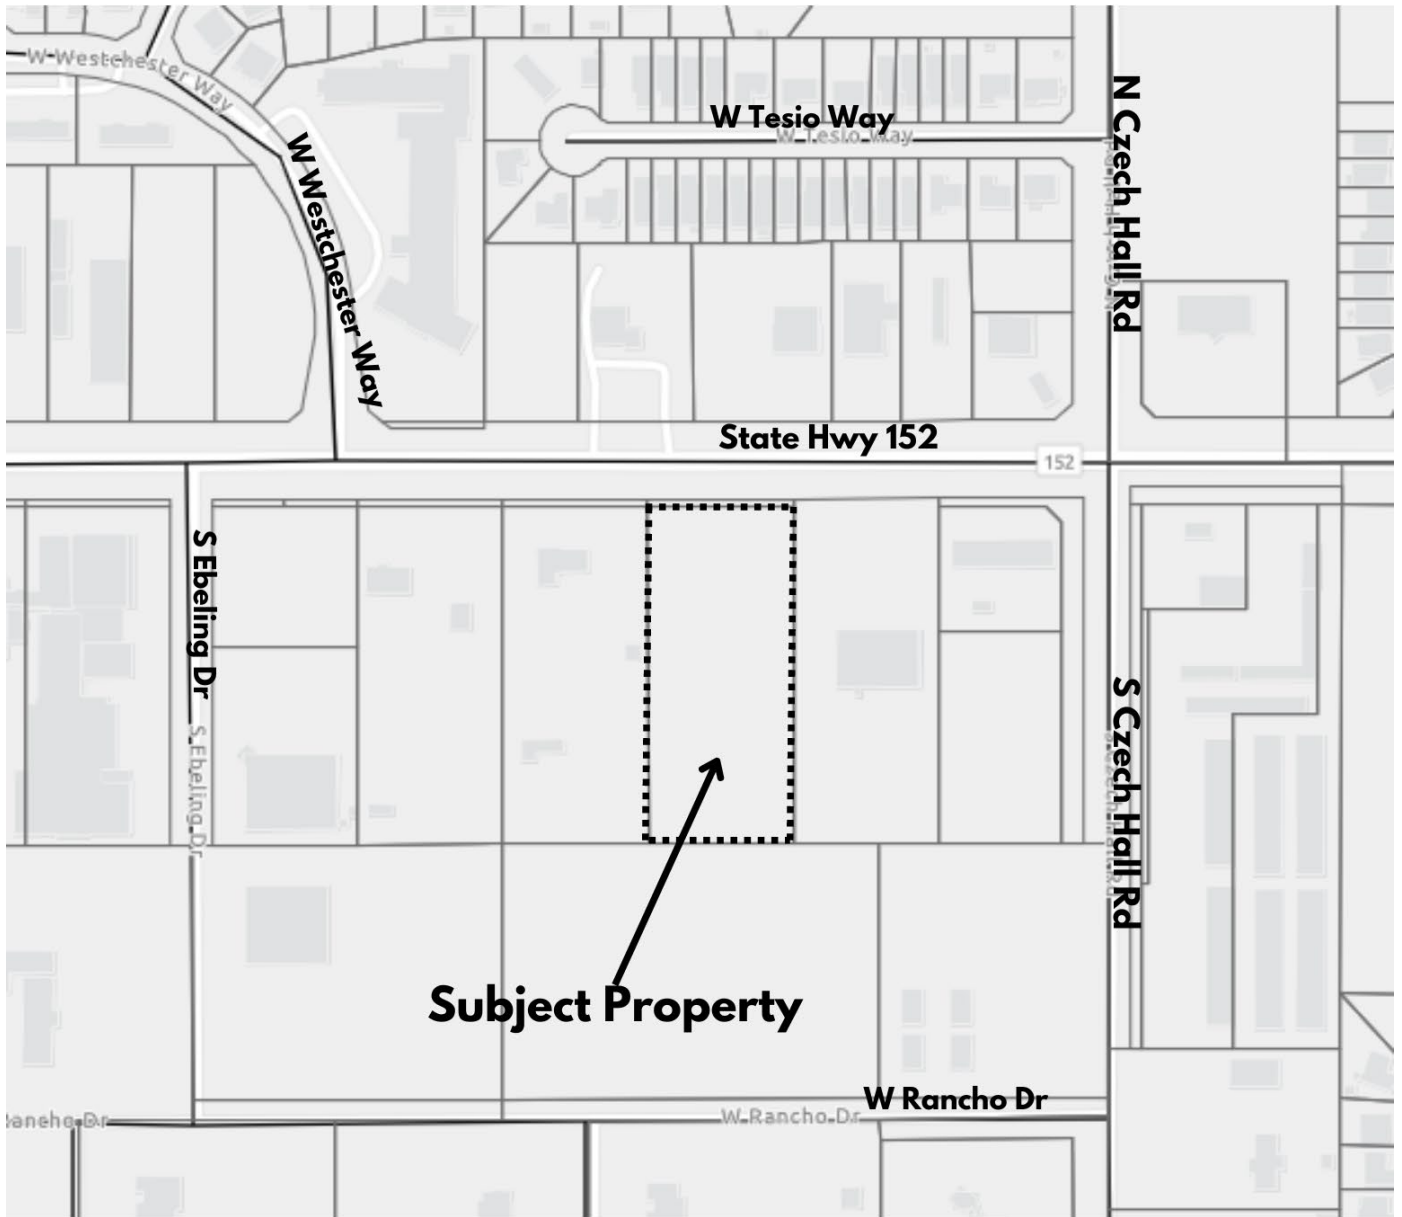 W Westchester Way
W Tesio Way
W Tesio Way
N Czech Hall Rd
W Westchester Way
State Hwy 152
152
S Ebeling Dr
S Ebeling Dr
S Czech Hall Rd
Subject Property
W Rancho Dr
W Rancho Dr
Rancho Dr